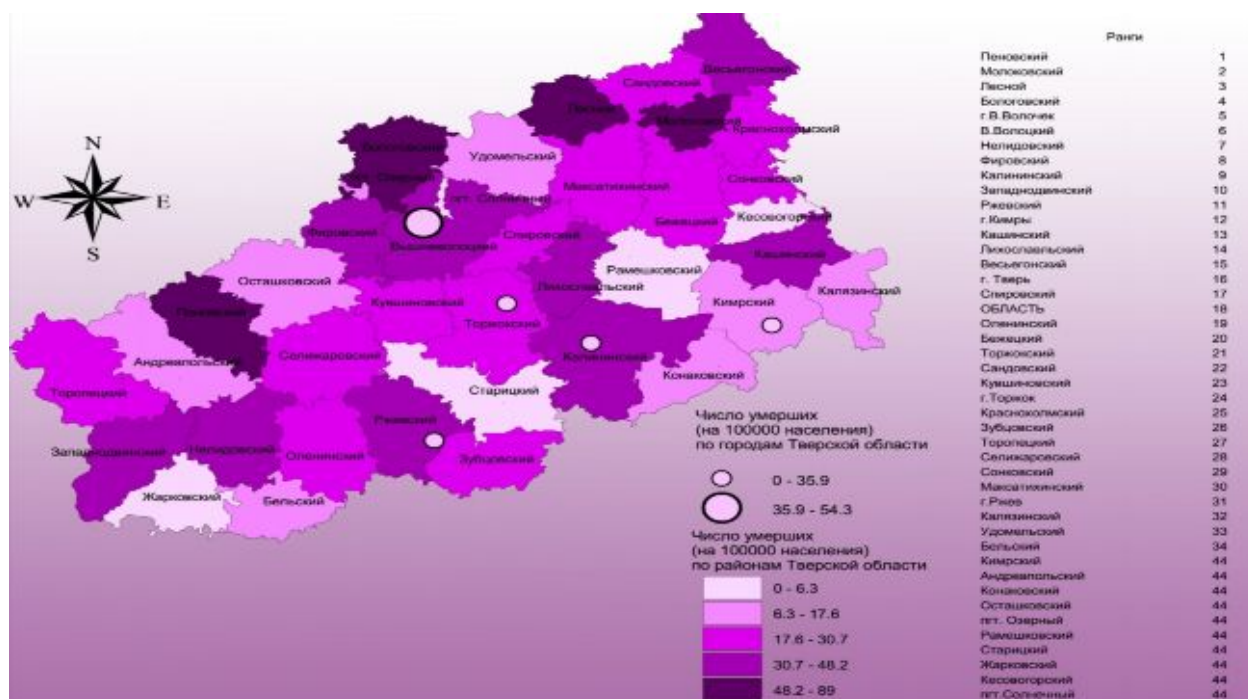 Ранги
Пеновский 1
Молоковский 2
Лесной 3
Бологовский 4
г.В.Волочек 5
В.Волоцкий 6
Нелидовский 7
Фировский 8
Калининский 9
Западнодвинский 10
Ржевский 11
г.Кимры 12
Кашинский 13
Лихославльский 14
Весьегонский 15
г. Тверь 16
Спировский 17
ОБЛАСТЬ 18
Оленинский 19
Бежецкий 20
Торжокский 21
Сандовский 22
Кувшиновский 23
г.Торжок 24
Краснохолмский 25
Зубцовский 26
Торопецкий 27
Селижаровский 28
Сонковский 29
Максатихинский 30
г.Ржев 31
Калязинский 32
Удомельский 33
Бельский 34
Кимрский 44
Андреапольский 44
Конаковский 44
Осташковский 44
пгт. Озерный 44
Рамешковский 44
Старицкий 44
Жарковский 44
Кесовогорский 44
пгт.Солнечный 44
N
W E
S
Весьегонский
Сандовский
Лесной
Молоковский
Краснохолмский
Бологовский
Удомельский
пгт. Озерный
Максатихинский
Сонковский
пгт. Солнечный
Кесовогорский
Бежецкий
Фировский
Вышневолоцкий
Спировский
Кашинский
Рамешковский
Осташковский
Лихославльский
Калязинский
Кувшиновский
Кимрский
Пеновский
Торжокский
Селижаровский
Калининский
Андреапольский
Конаковский
Торопецкий
Старицкий
Ржевский
Западнодвинский
Нелидовский
Оленинский
Зубцовский
Жарковский
Бельский
Число умерших
(на 100000 населения)
по городам Тверской области
0 - 35.9
35.9 - 54.3
Число умерших
(на 100000 населения)
по районам Тверской области
0 - 6.3
6.3 - 17.6
17.6 - 30.7
30.7 - 48.2
48.2 - 89